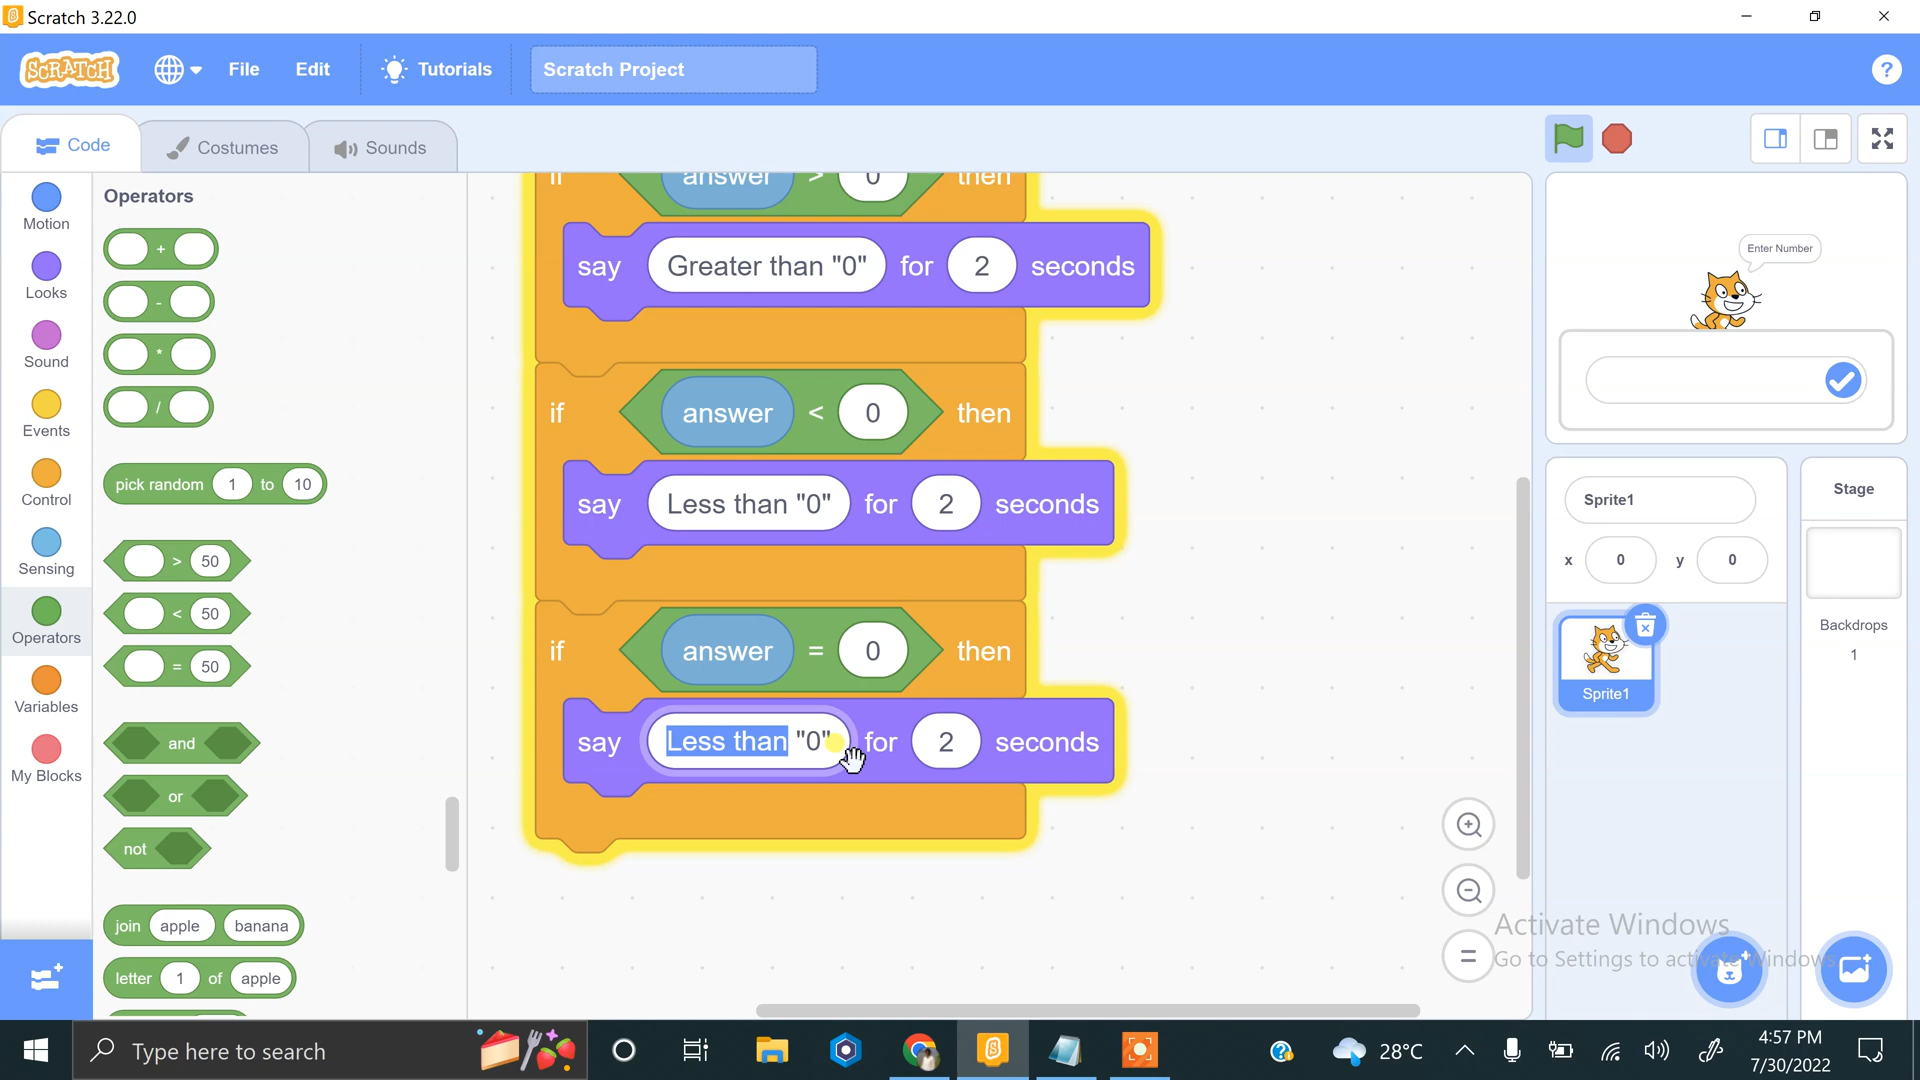 Scratch 3.22.0
SCRATCH
File
Edit
Tutorials
Scratch Project
?
Code
Costumes
Sounds
Motion
Looks
Sound
Events
Control
Sensing
Operators
Variables
My Blocks
Operators
+
-
*
/
pick random 1 to 10
> 50
< 50
= 50
and
or
not
join apple banana
letter 1 of apple
if answer > 0 then
say Greater than "0" for 2 seconds
if answer < 0 then
say Less than "0" for 2 seconds
if answer = 0 then
say Less than "0" for 2 seconds
Enter Number
Sprite1
x 0 y 0
Sprite1
Stage
Backdrops
1
Activate Windows
Go to Settings to activate Windows
Type here to search
28°C
4:57 PM
7/30/2022